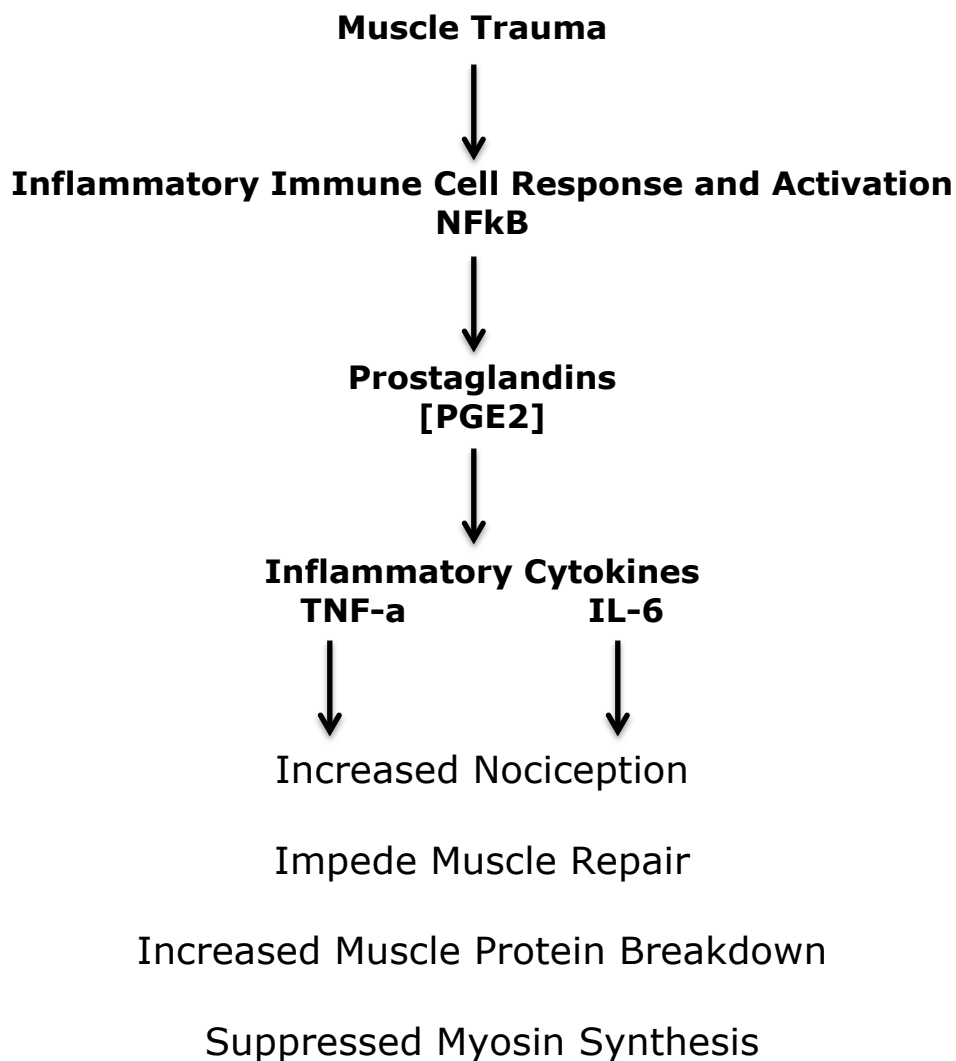 Muscle Trauma
Inflammatory Immune Cell Response and Activation
NFkB
Prostaglandins
[PGE2]
Inflammatory Cytokines
TNF-a IL-6
Increased Nociception
Impede Muscle Repair
Increased Muscle Protein Breakdown
Suppressed Myosin Synthesis